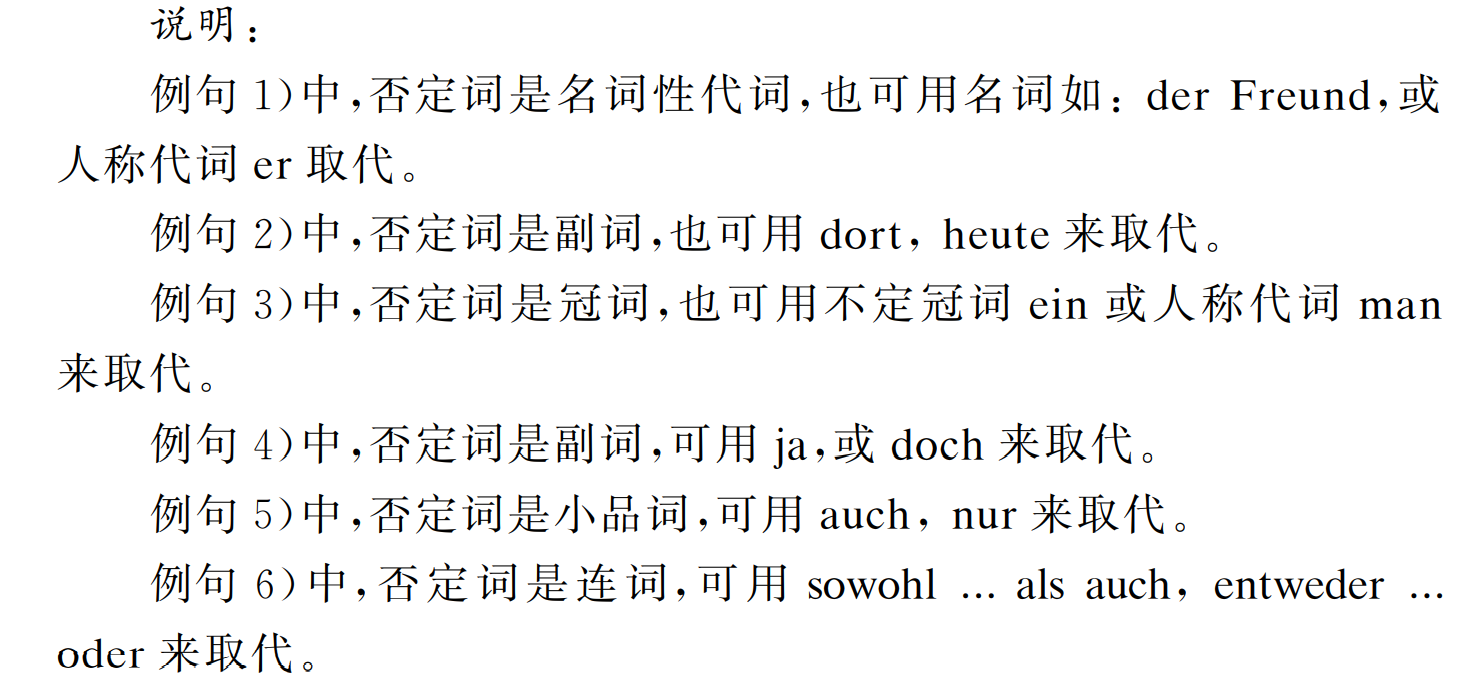 说明：
例句 1)中,否定词是名词性代词,也可用名词如：der Freund,或
人称代词 er 取代。
例句 2)中,否定词是副词,也可用 dort, heute 来取代。
例句 3)中,否定词是冠词,也可用不定冠词 ein 或人称代词 man
来取代。
例句 4)中,否定词是副词,可用 ja,或 doch 来取代。
例句 5)中,否定词是小品词,可用 auch, nur 来取代。
例句 6)中,否定词是连词,可用 sowohl ... als auch, entweder ...
oder 来取代。